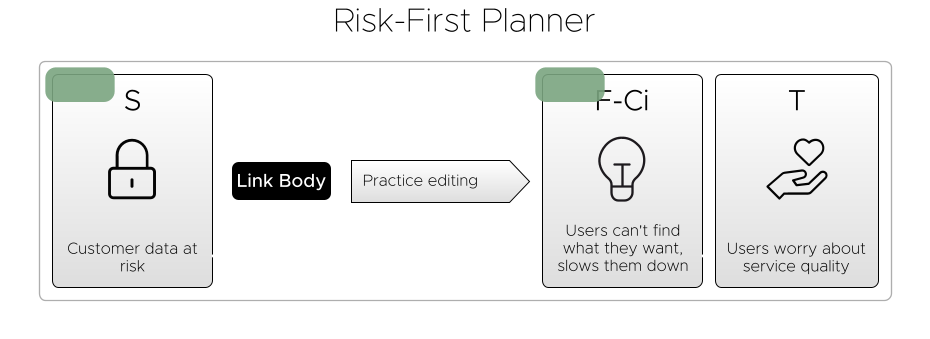 Risk-First Planner
S
Customer data at
risk
Link Body
Practice editing
F-Ci
Users can't find
what they want,
slows them down
T
Users worry about
service quality